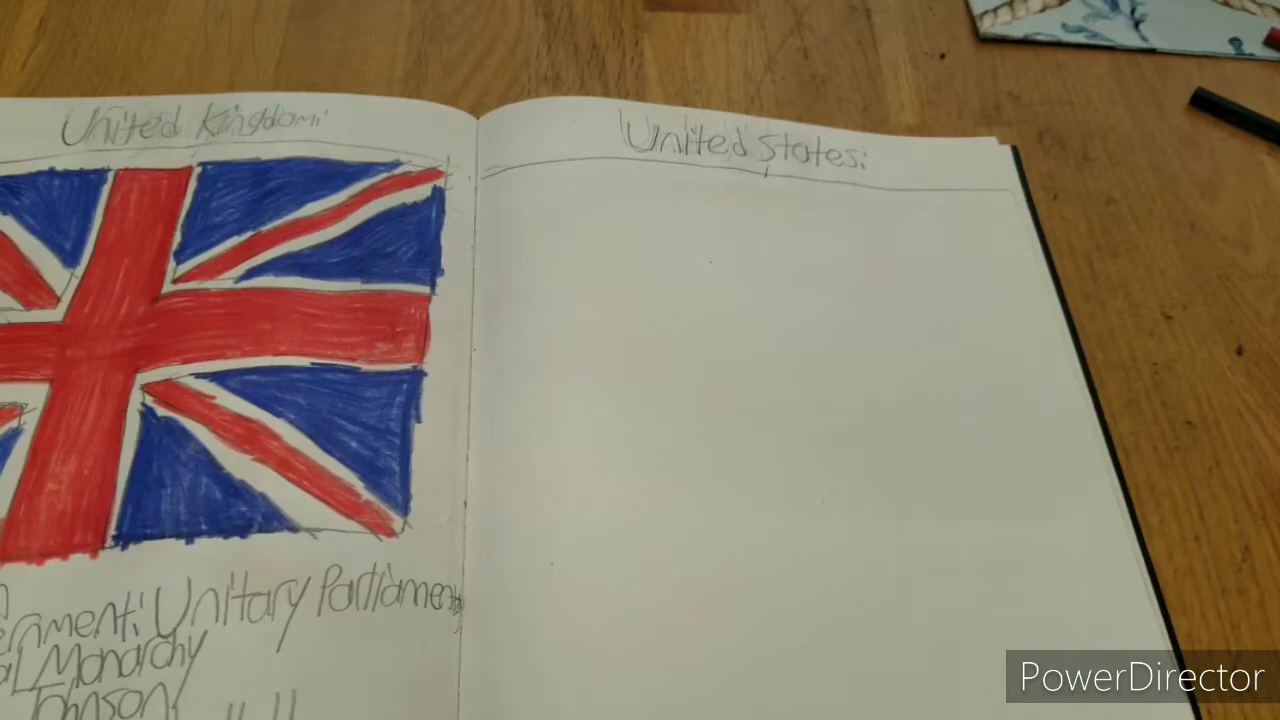 United Kingdom:
United States:
ernment: Unitary Parliament
al Monarchy
Johnson
PowerDirector